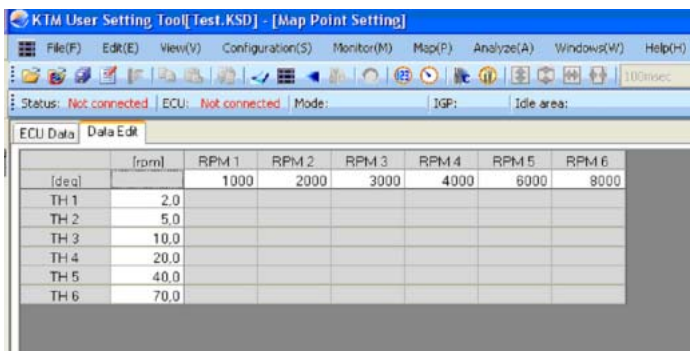 KTM User Setting Tool[Test.KSD] - [Map Point Setting]
File(F) Edit(E) View(V) Configuration(S) Monitor(M) Map(P) Analyze(A) Windows(W) Help(H)
100msec
Status: Not connected ECU: Not connected Mode: IGP: Idle area:
ECU Data Data Edit
[rpm] RPM 1 RPM 2 RPM 3 RPM 4 RPM 5 RPM 6
[deg] 1000 2000 3000 4000 6000 8000
TH 1 2,0
TH 2 5,0
TH 3 10,0
TH 4 20,0
TH 5 40,0
TH 6 70,0